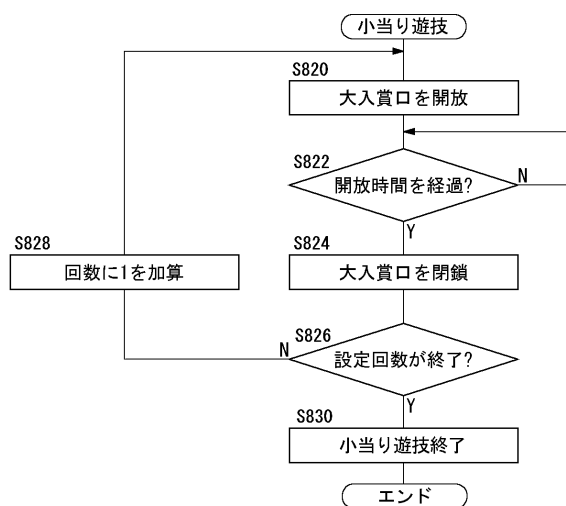 小当り遊技
S820
大入賞口を開放
S822
開放時間を経過?
N
Y
S824
大入賞口を閉鎖
S828
回数に1を加算
S826
設定回数が終了?
N
Y
S830
小当り遊技終了
エンド